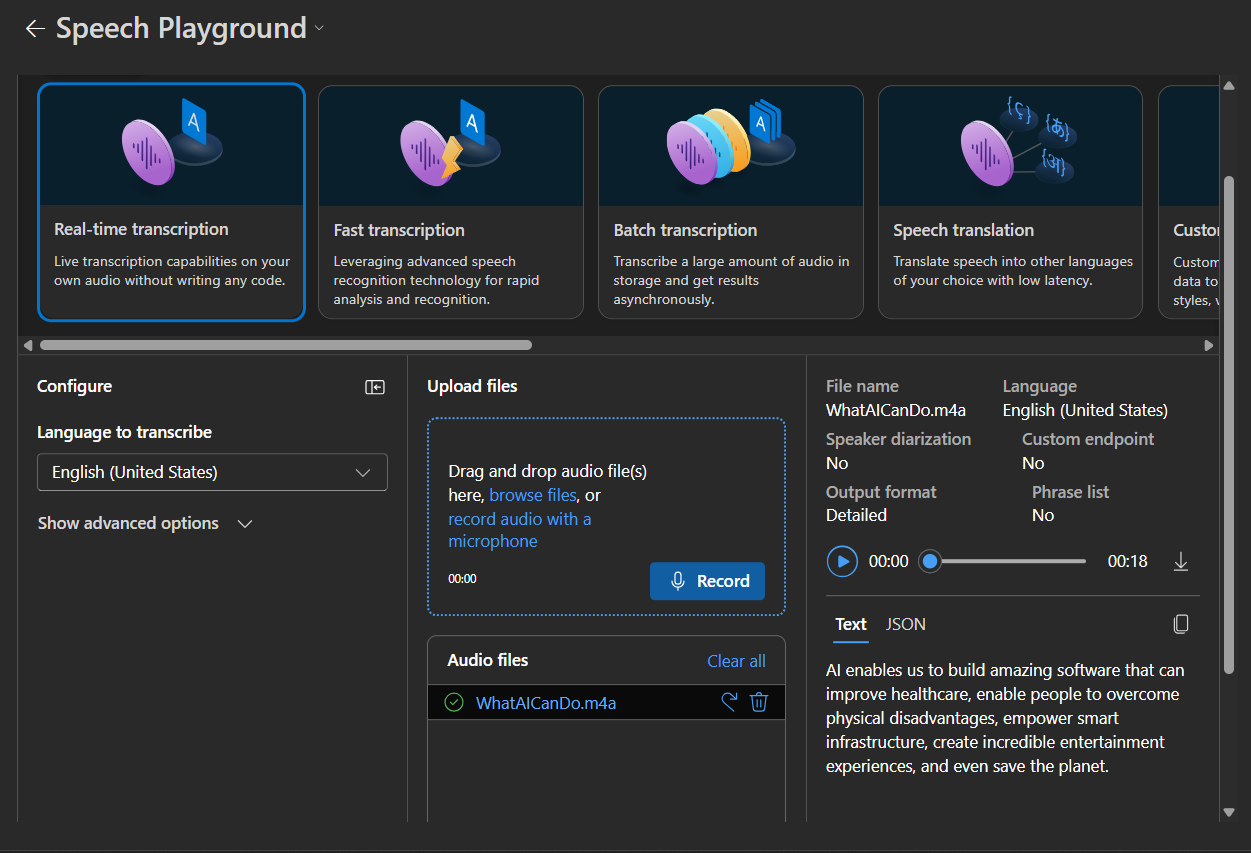 Speech Playground
A
A
A
{ç}
{あ}
{अ}
Real-time transcription
Live transcription capabilities on your
own audio without writing any code.
Fast transcription
Leveraging advanced speech
recognition technology for rapid
analysis and recognition.
Batch transcription
Transcribe a large amount of audio in
storage and get results
asynchronously.
Speech translation
Translate speech into other languages
of your choice with low latency.
Custom
data to
styles,
Configure
Language to transcribe
English (United States)
Show advanced options
Upload files
Drag and drop audio file(s)
here, browse files, or
record audio with a
microphone
00:00
Record
Audio files
Clear all
WhatAICanDo.m4a
File name
Language
WhatAICanDo.m4a
English (United States)
Speaker diarization
Custom endpoint
No
No
Output format
Phrase list
Detailed
No
00:00
00:18
Text
JSON
AI enables us to build amazing software that can
improve healthcare, enable people to overcome
physical disadvantages, empower smart
infrastructure, create incredible entertainment
experiences, and even save the planet.